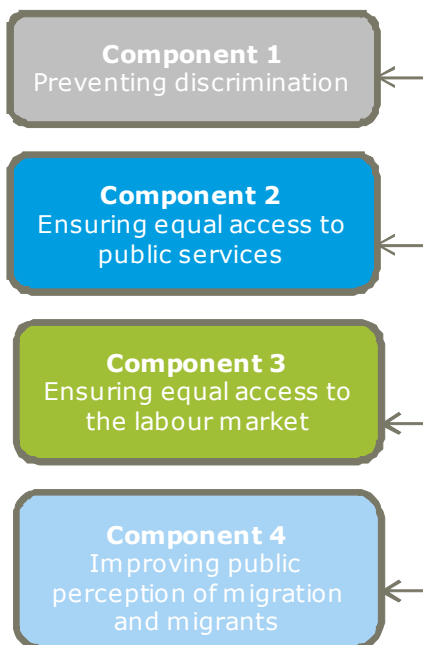 Component 1
Preventing discrimination
Component 2
Ensuring equal access to
public services
Component 3
Ensuring equal access to
the labour market
Component 4
Improving public
perception of migration
and migrants